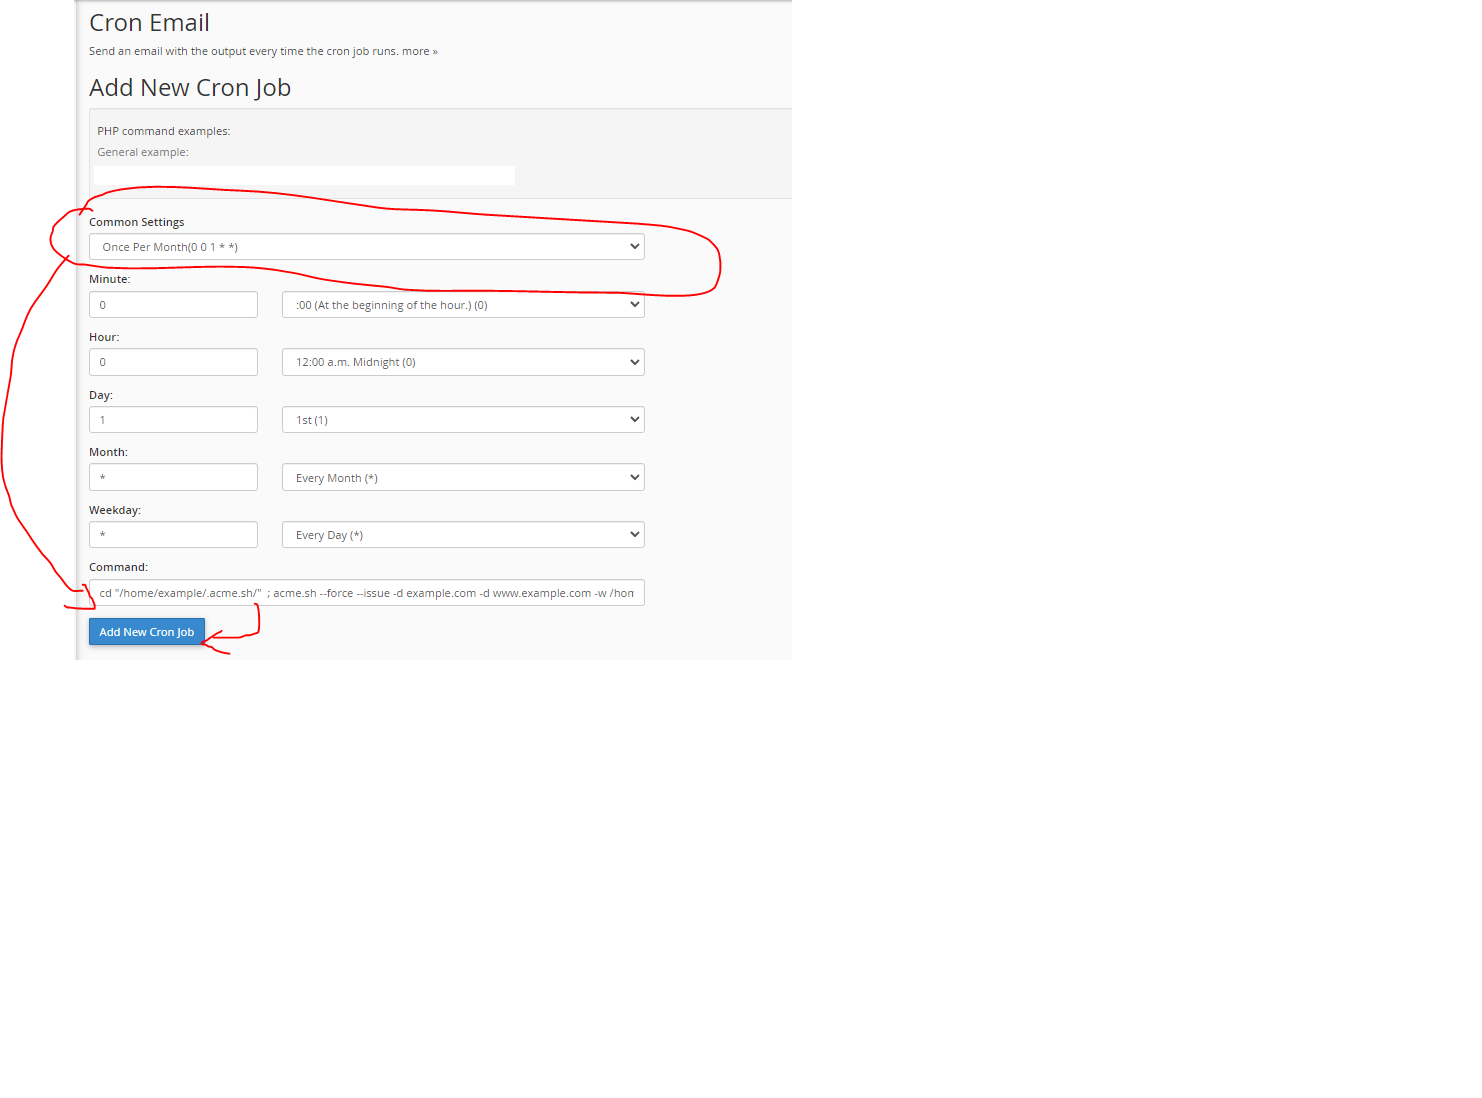 Cron Email
Send an email with the output every time the cron job runs. more »
Add New Cron Job
PHP command examples:
General example:
Common Settings
Once Per Month(0 0 1 * *)
Minute:
0 :00 (At the beginning of the hour.) (0)
Hour:
0 12:00 a.m. Midnight (0)
Day:
1 1st (1)
Month:
* Every Month (*)
Weekday:
* Every Day (*)
Command:
cd "/home/example/.acme.sh/" ; acme.sh --force --issue -d example.com -d www.example.com -w /hon
Add New Cron Job